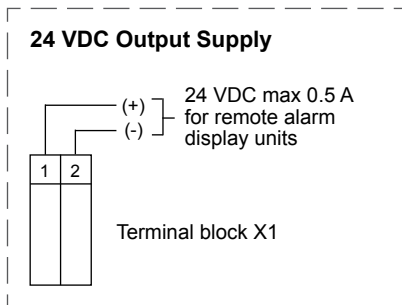 24 VDC Output Supply
(+)
(-)
24 VDC max 0.5 A
for remote alarm
display units
1 2
Terminal block X1